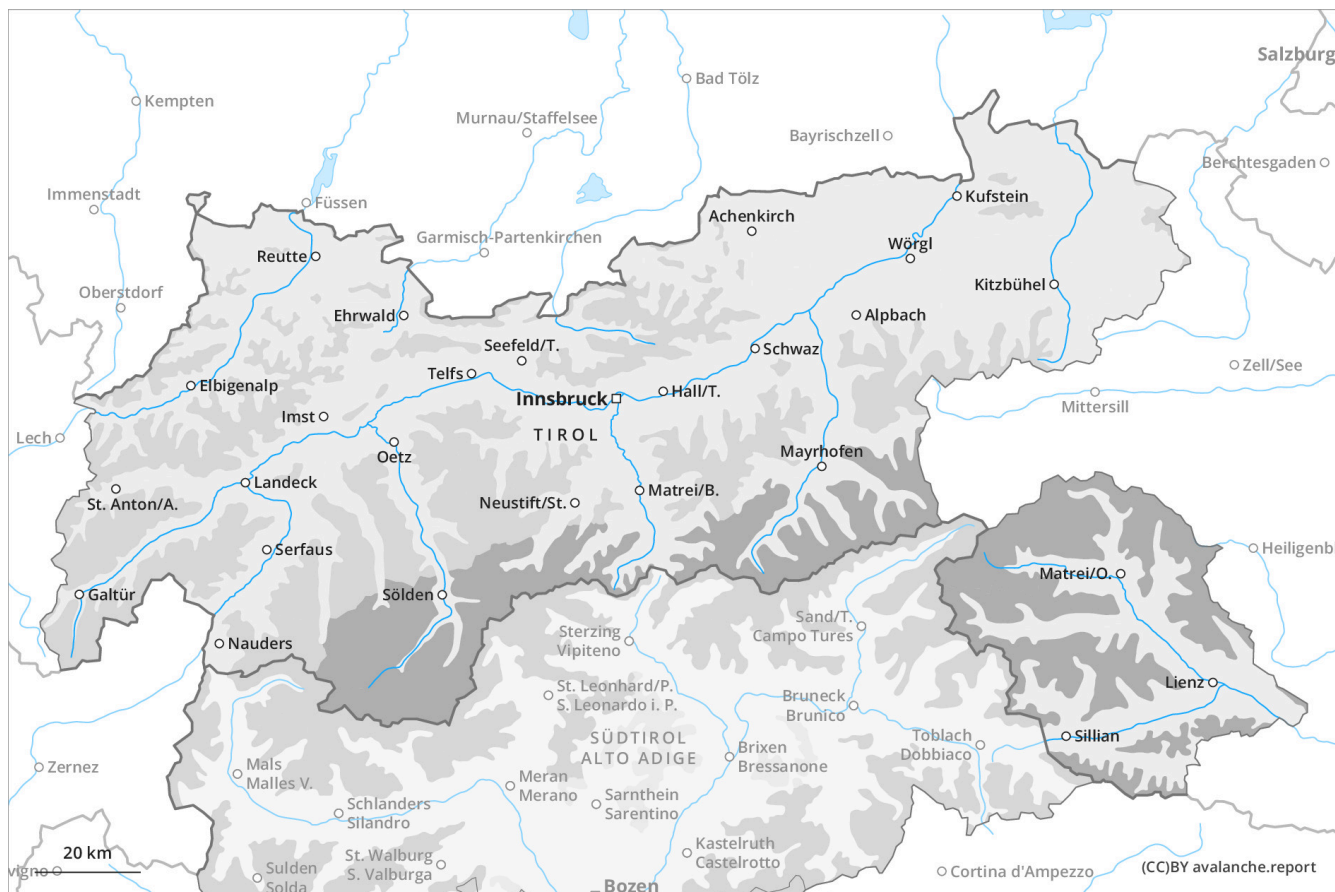 Salzburg
Bad Tölz
Kempten
Murnau/Staffelsee
Bayrischzell
Berchtesgaden
Immenstadt
Füssen
Kufstein
Achenkirch
Garmisch-Partenkirchen
Wörgl
Reutte
Kitzbühel
Oberstdorf
Ehrwald
Alpbach
Seefeld/T.
Schwaz
Zell/See
Telfs
Elbigenalp
Hall/T.
Innsbruck
Mittersill
Imst
TIROL
Lech
Oetz
Mayrhofen
Landeck
Matrei/B.
St. Anton/A.
Neustift/St.
Serfaus
Heiligenb
Matrei/O.
Galtür
Sölden
Sand/T.
Campo Tures
Sterzing
Vipiteno
Nauders
Lienz
St. Leonhard/P.
S. Leonardo i. P.
Bruneck
Brunico
SÜDTIROL
ALTO ADIGE
Sillian
Toblach
Dobbiaco
Brixen
Bressanone
Zernez
Mals
Malles V.
Meran
Merano
Sarnthein
Sarentino
Schlanders
Silandro
Kastelruth
Castelrotto
20 km
St. Walburg
S. Valburga
vigno
Sulden
Solda
Cortina d'Ampezzo
(CC)BY avalanche.report
Bozen